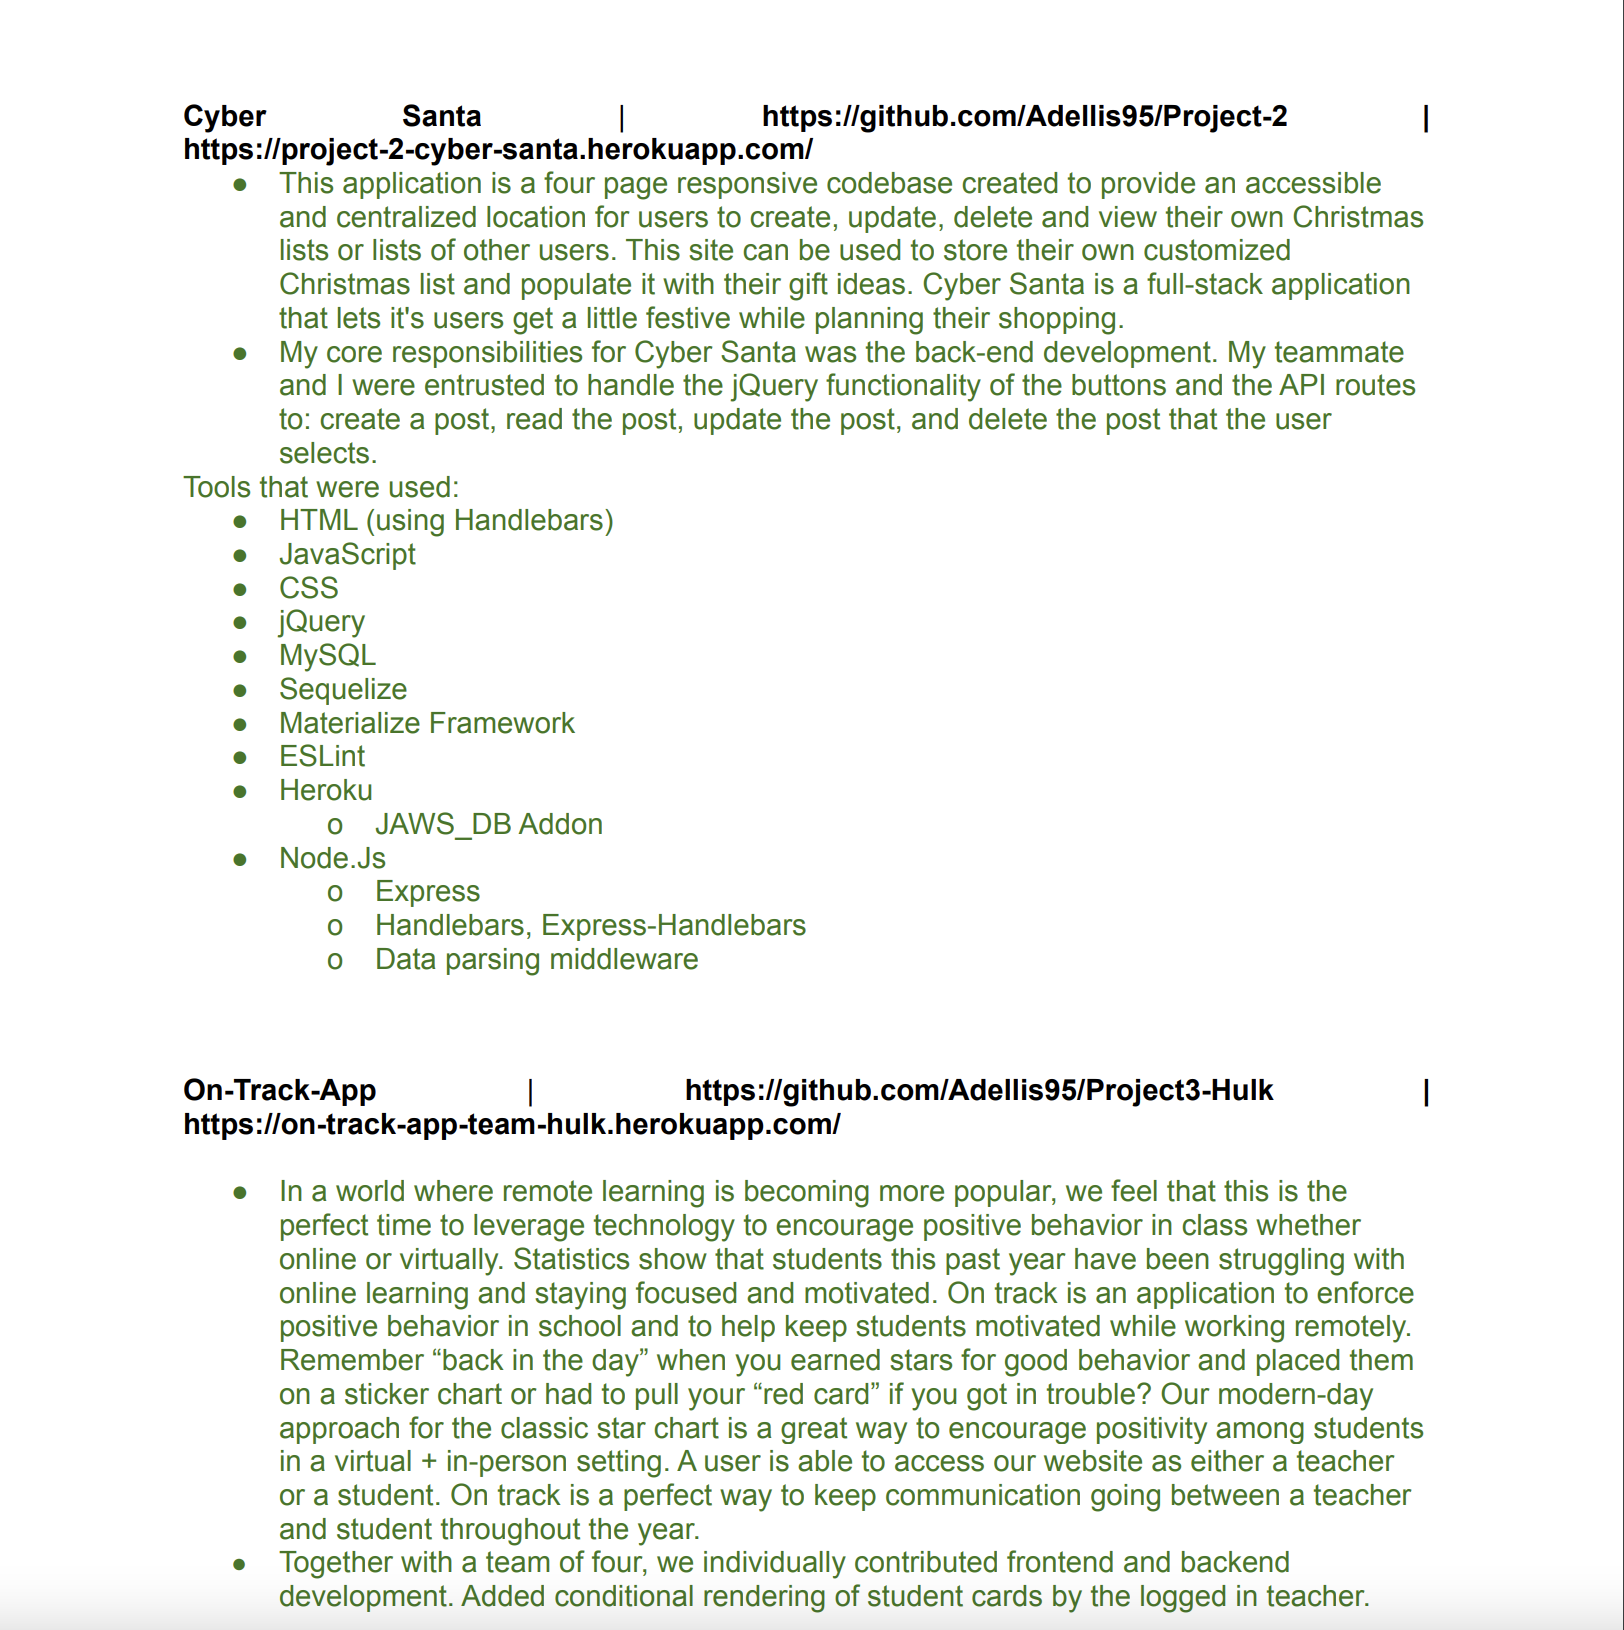 Cyber Santa | https://github.com/Adellis95/Project-2 |
https://project-2-cyber-santa.herokuapp.com/
● This application is a four page responsive codebase created to provide an accessible
and centralized location for users to create, update, delete and view their own Christmas
lists or lists of other users. This site can be used to store their own customized
Christmas list and populate it with their gift ideas. Cyber Santa is a full-stack application
that lets it's users get a little festive while planning their shopping.
● My core responsibilities for Cyber Santa was the back-end development. My teammate
and I were entrusted to handle the jQuery functionality of the buttons and the API routes
to: create a post, read the post, update the post, and delete the post that the user
selects.
Tools that were used:
● HTML (using Handlebars)
● JavaScript
● CSS
● jQuery
● MySQL
● Sequelize
● Materialize Framework
● ESLint
● Heroku
o JAWS_DB Addon
● Node.Js
o Express
o Handlebars, Express-Handlebars
o Data parsing middleware
On-Track-App | https://github.com/Adellis95/Project3-Hulk |
https://on-track-app-team-hulk.herokuapp.com/
● In a world where remote learning is becoming more popular, we feel that this is the
perfect time to leverage technology to encourage positive behavior in class whether
online or virtually. Statistics show that students this past year have been struggling with
online learning and staying focused and motivated. On track is an application to enforce
positive behavior in school and to help keep students motivated while working remotely.
Remember “back in the day” when you earned stars for good behavior and placed them
on a sticker chart or had to pull your “red card” if you got in trouble? Our modern-day
approach for the classic star chart is a great way to encourage positivity among students
in a virtual + in-person setting. A user is able to access our website as either a teacher
or a student. On track is a perfect way to keep communication going between a teacher
and student throughout the year.
● Together with a team of four, we individually contributed frontend and backend
development. Added conditional rendering of student cards by the logged in teacher.